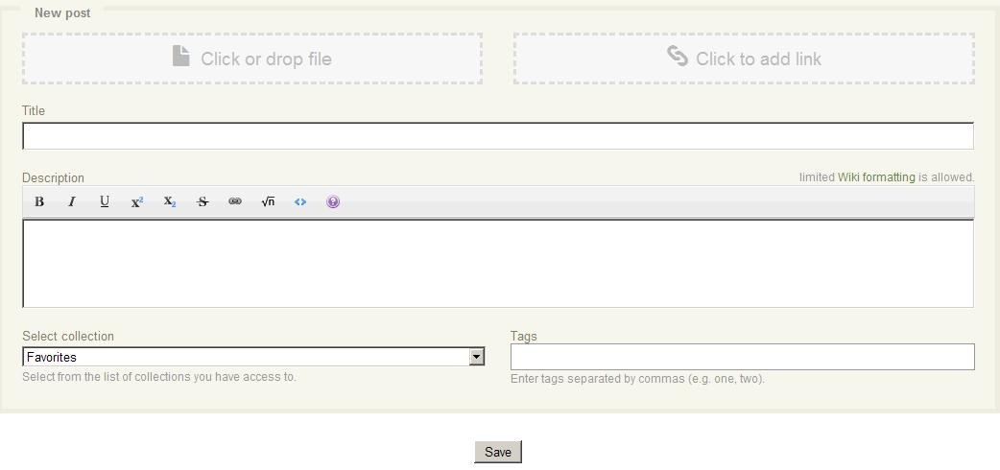 New post
Click or drop file
Click to add link
Title
Description
limited Wiki formatting is allowed.
B I U x² x₂ S √n <> ?
Select collection
Tags
Favorites
Select from the list of collections you have access to.
Enter tags separated by commas (e.g. one, two).
Save